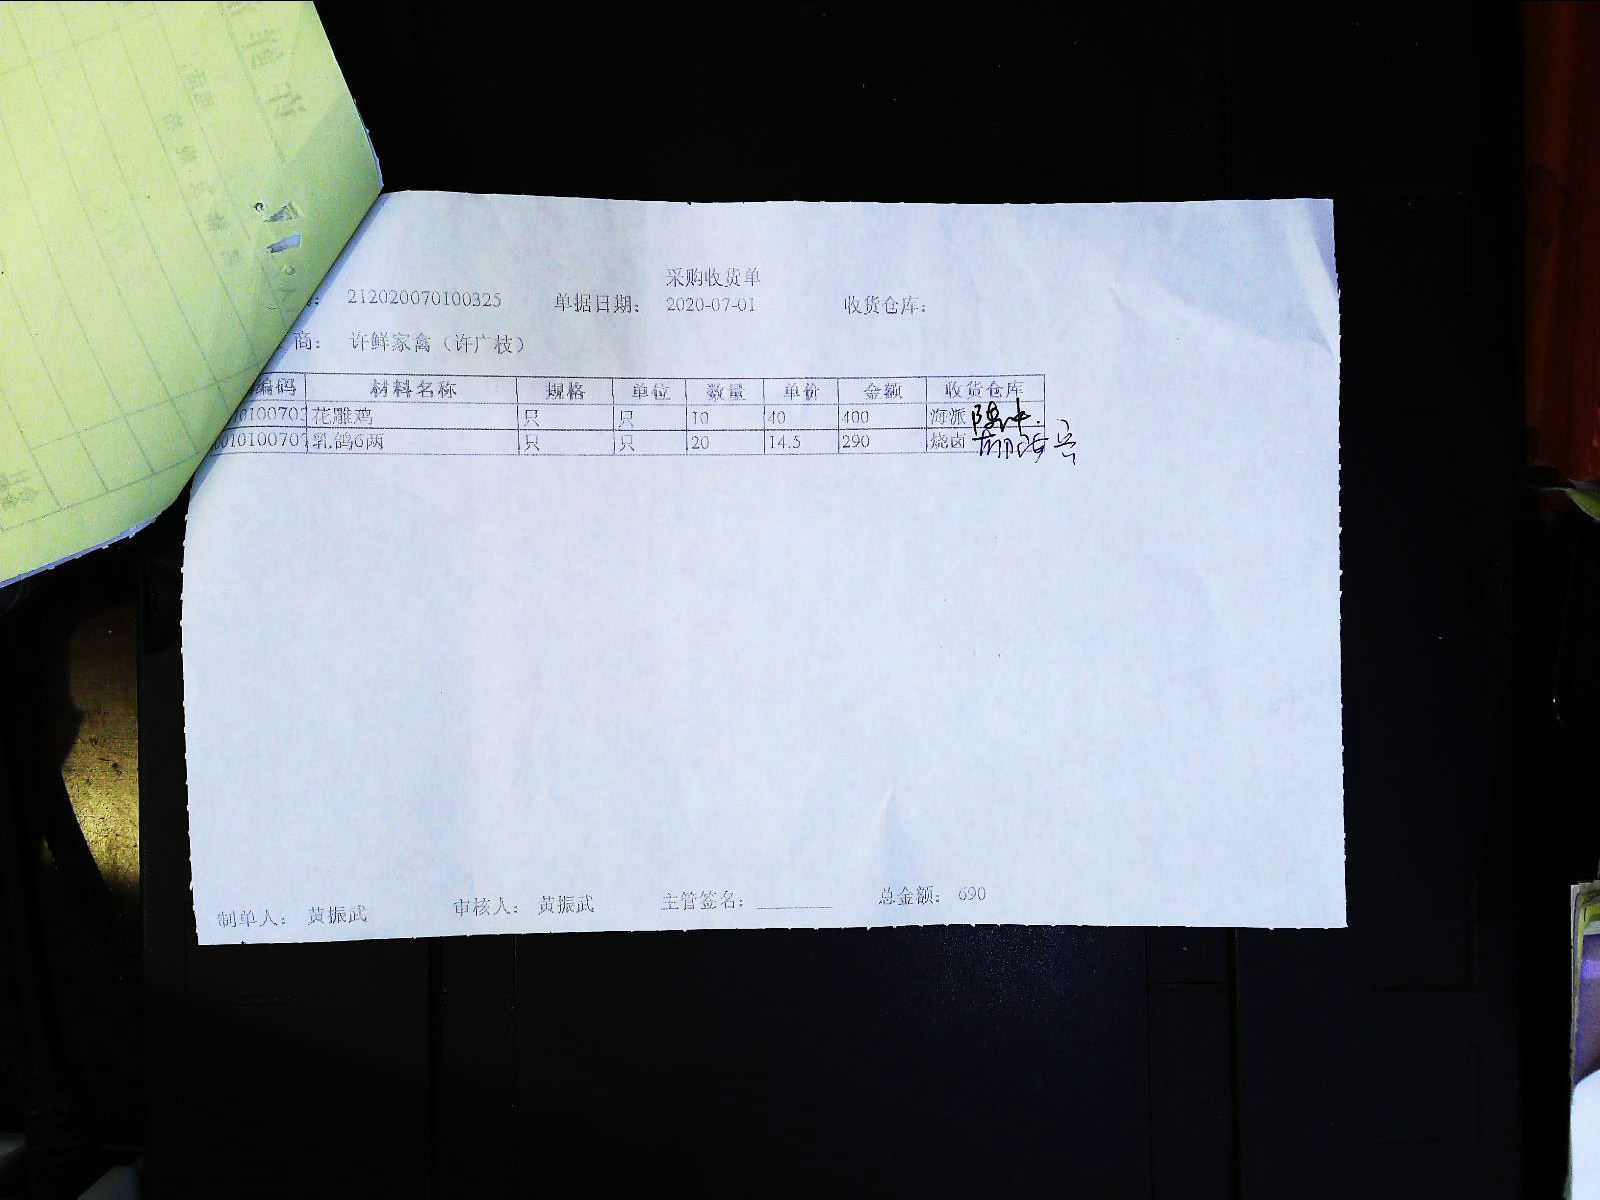 采购收货单
212020070100325 单据日期： 2020-07-01 收货仓库：
商： 许鲜家禽（许广枝）
编码 材料名称 规格 单位 数量 单价 金额 收货仓库
花雕鸡 只 只 10 40 400 海派
乳鸽6两 只 只 20 14.5 290 烧卤
制单人： 黄振武 审核人： 黄振武 主管签名：________ 总金额： 690